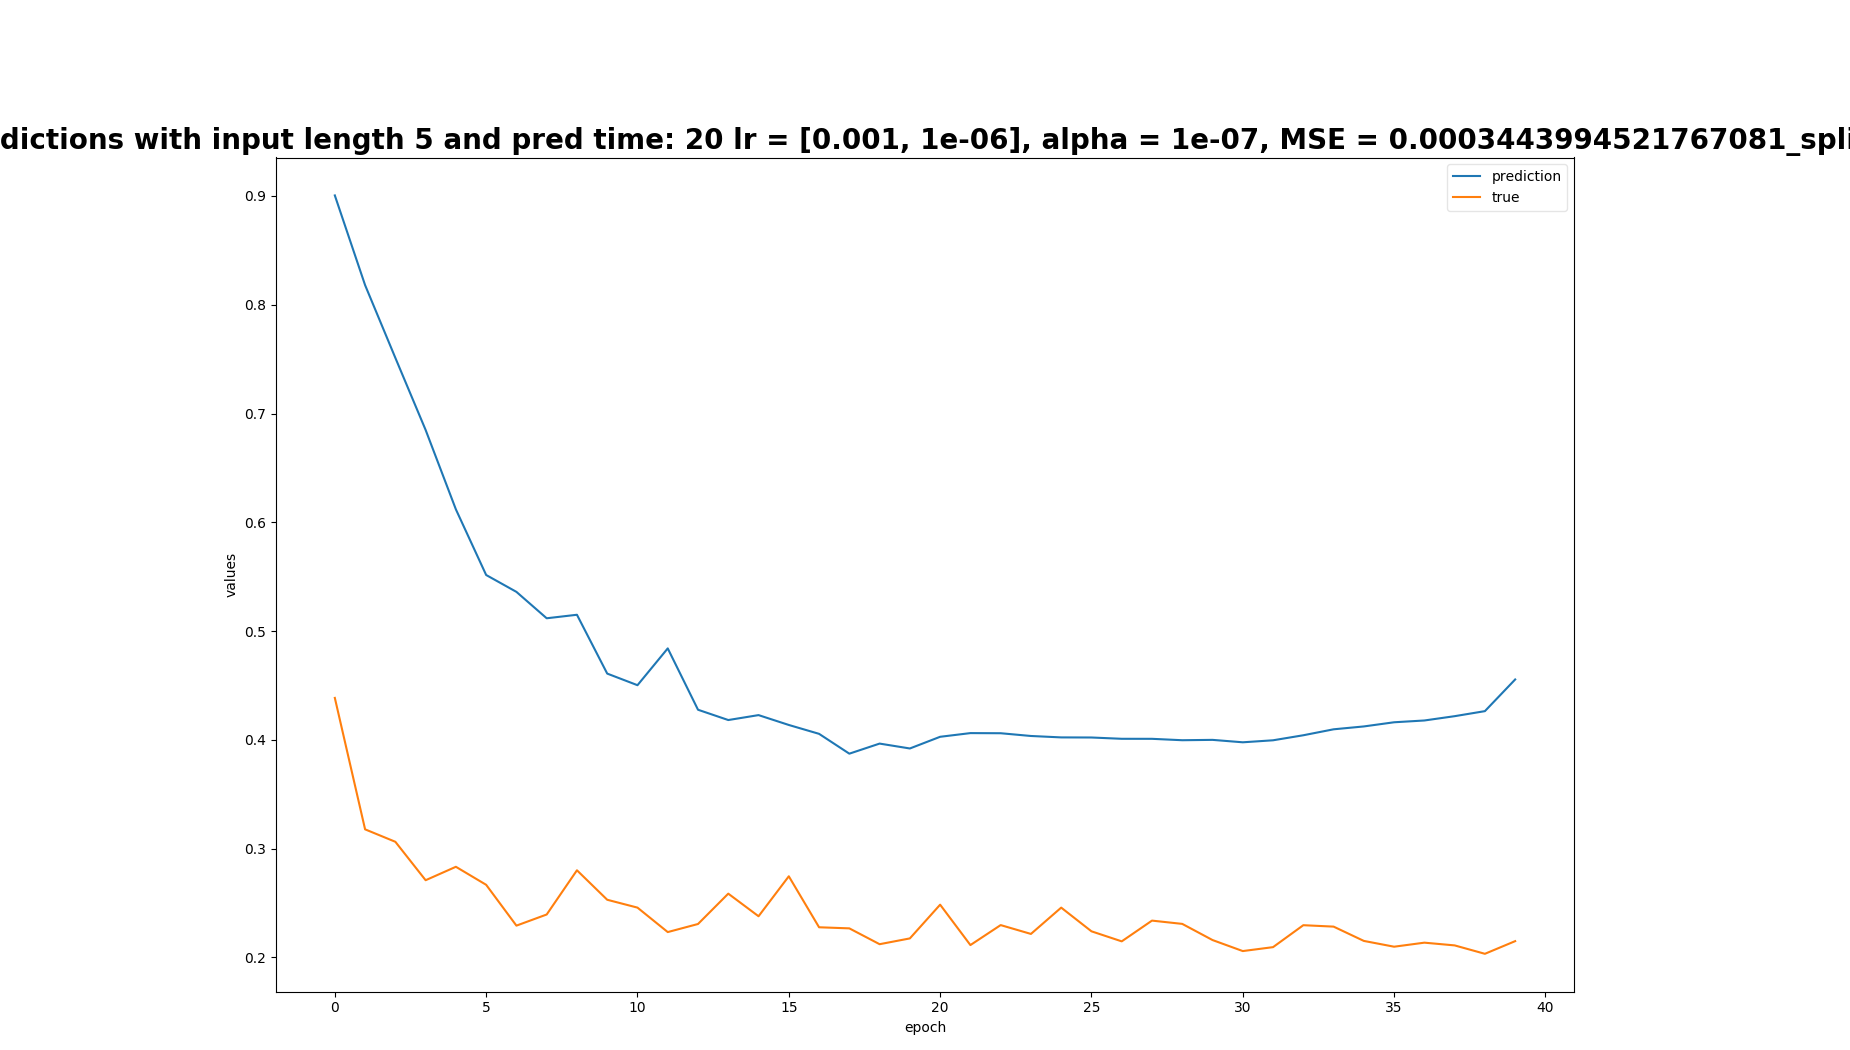 dictions with input length 5 and pred time: 20 lr = [0.001, 1e-06], alpha = 1e-07, MSE = 0.0003443994521767081_spli
prediction
true
0.9
0.8
0.7
0.6
0.5
0.4
0.3
0.2
values
0 5 10 15 20 25 30 35 40
epoch